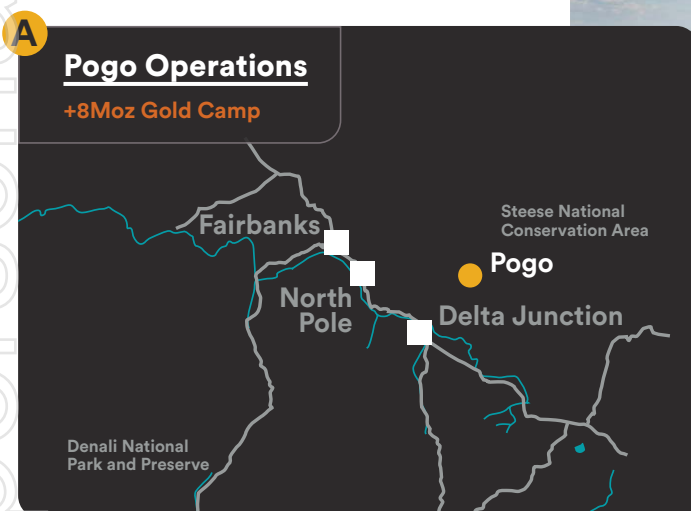 A
Pogo Operations
+8Moz Gold Camp
Fairbanks
Steese National
Conservation Area
Pogo
North
Pole
Delta Junction
Denali National
Park and Preserve